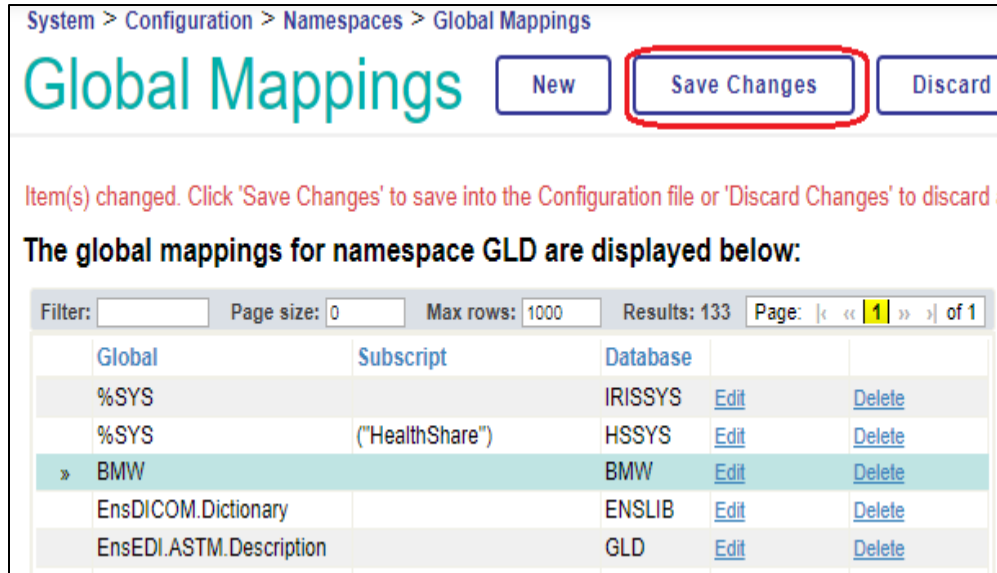 System > Configuration > Namespaces > Global Mappings
Global Mappings New Save Changes Discard
Item(s) changed. Click 'Save Changes' to save into the Configuration file or 'Discard Changes' to discard
The global mappings for namespace GLD are displayed below:
Filter: Page size: 0 Max rows: 1000 Results: 133 Page: |‹ ‹‹ 1 ›› ›| of 1
Global Subscript Database
%SYS IRISSYS Edit Delete
%SYS ("HealthShare") HSSYS Edit Delete
» BMW BMW Edit Delete
EnsDICOM.Dictionary ENSLIB Edit Delete
EnsEDI.ASTM.Description GLD Edit Delete